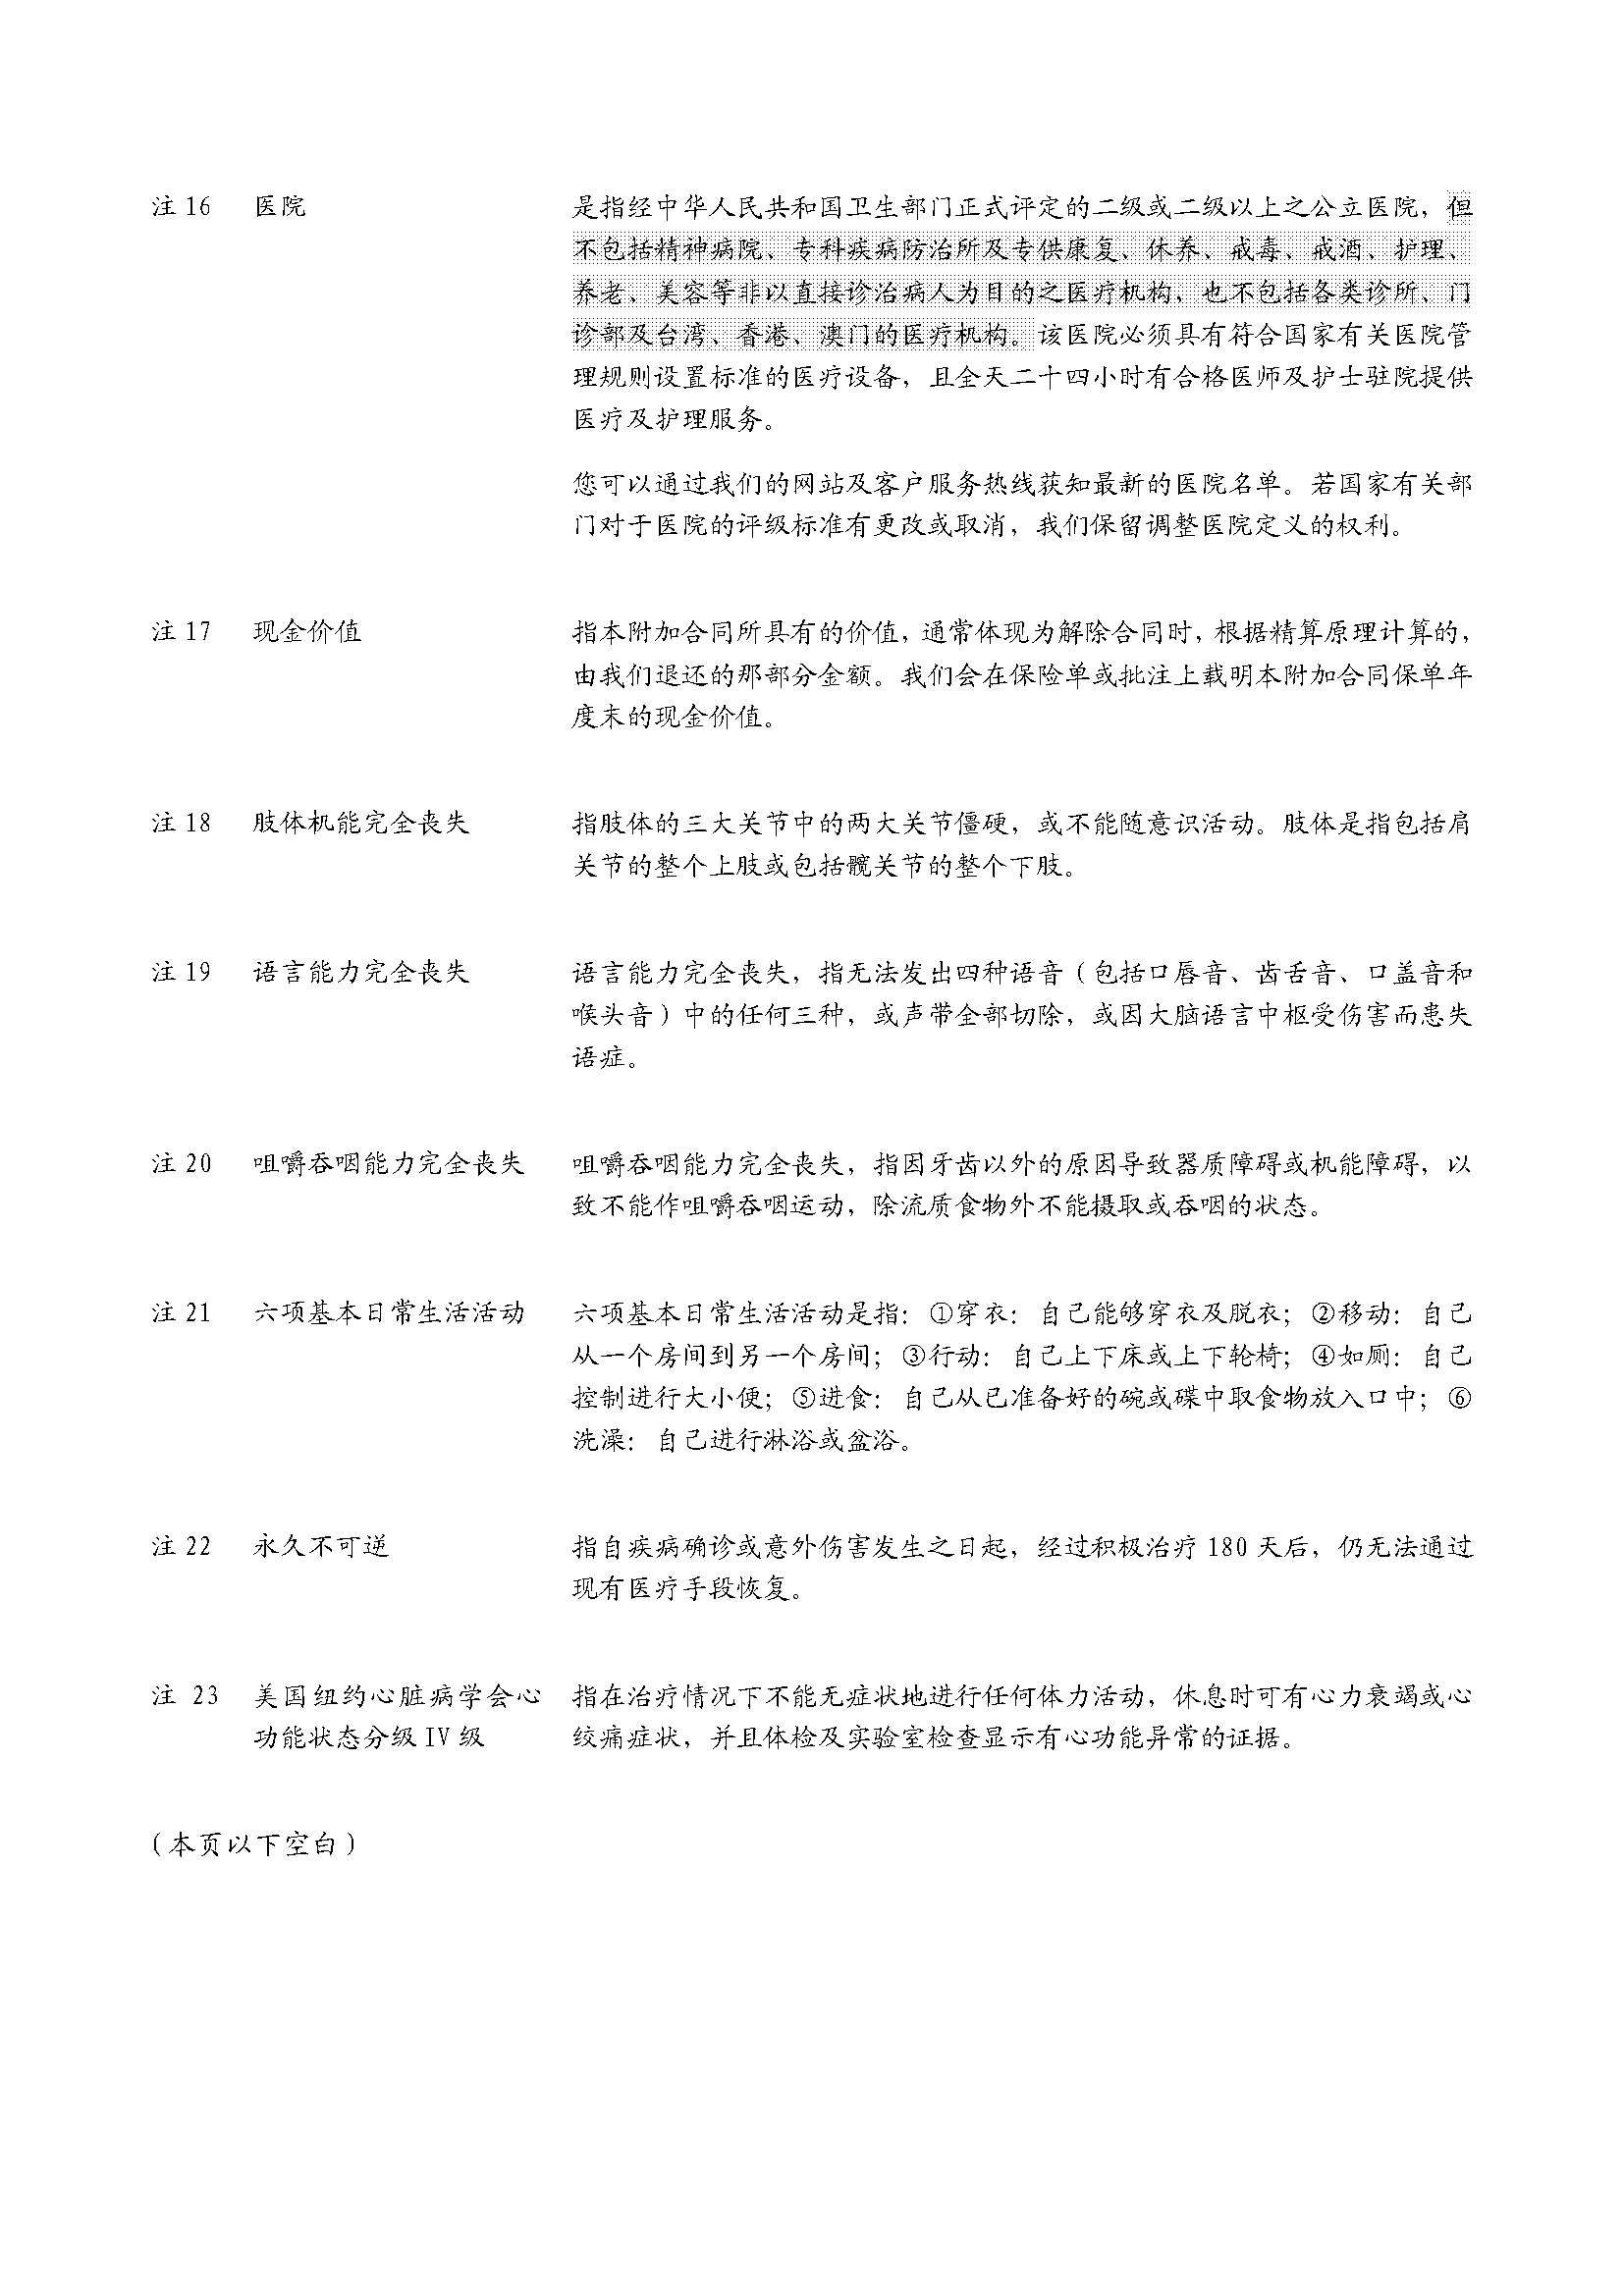 注 16 医院 是指经中华人民共和国卫生部门正式评定的二级或二级以上之公立医院，但
不包括精神病院、专科疾病防治所及专供康复、休养、戒毒、戒酒、护理、
养老、美容等非以直接诊治病人为目的之医疗机构，也不包括各类诊所、门
诊部及台湾、香港、澳门的医疗机构。该医院必须具有符合国家有关医院管
理规则设置标准的医疗设备，且全天二十四小时有合格医师及护士驻院提供
医疗及护理服务。
您可以通过我们的网站及客户服务热线获知最新的医院名单。若国家有关部
门对于医院的评级标准有更改或取消，我们保留调整医院定义的权利。
注 17 现金价值 指本附加合同所具有的价值，通常体现为解除合同时，根据精算原理计算的，
由我们退还的那部分金额。我们会在保险单或批注上载明本附加合同保单年
度末的现金价值。
注 18 肢体机能完全丧失 指肢体的三大关节中的两大关节僵硬，或不能随意识活动。肢体是指包括肩
关节的整个上肢或包括髋关节的整个下肢。
注 19 语言能力完全丧失 语言能力完全丧失，指无法发出四种语音（包括口唇音、齿舌音、口盖音和
喉头音）中的任何三种，或声带全部切除，或因大脑语言中枢受伤害而患失
语症。
注 20 咀嚼吞咽能力完全丧失 咀嚼吞咽能力完全丧失，指因牙齿以外的原因导致器质障碍或机能障碍，以
致不能作咀嚼吞咽运动，除流质食物外不能摄取或吞咽的状态。
注 21 六项基本日常生活活动 六项基本日常生活活动是指：①穿衣：自己能够穿衣及脱衣；②移动：自己
从一个房间到另一个房间；③行动：自己上下床或上下轮椅；④如厕：自己
控制进行大小便；⑤进食：自己从已准备好的碗或碟中取食物放入口中；⑥
洗澡：自己进行淋浴或盆浴。
注 22 永久不可逆 指自疾病确诊或意外伤害发生之日起，经过积极治疗 180 天后，仍无法通过
现有医疗手段恢复。
注 23 美国纽约心脏病学会心 指在治疗情况下不能无症状地进行任何体力活动，休息时可有心力衰竭或心
功能状态分级 IV 级 绞痛症状，并且体检及实验室检查显示有心功能异常的证据。
（本页以下空白）